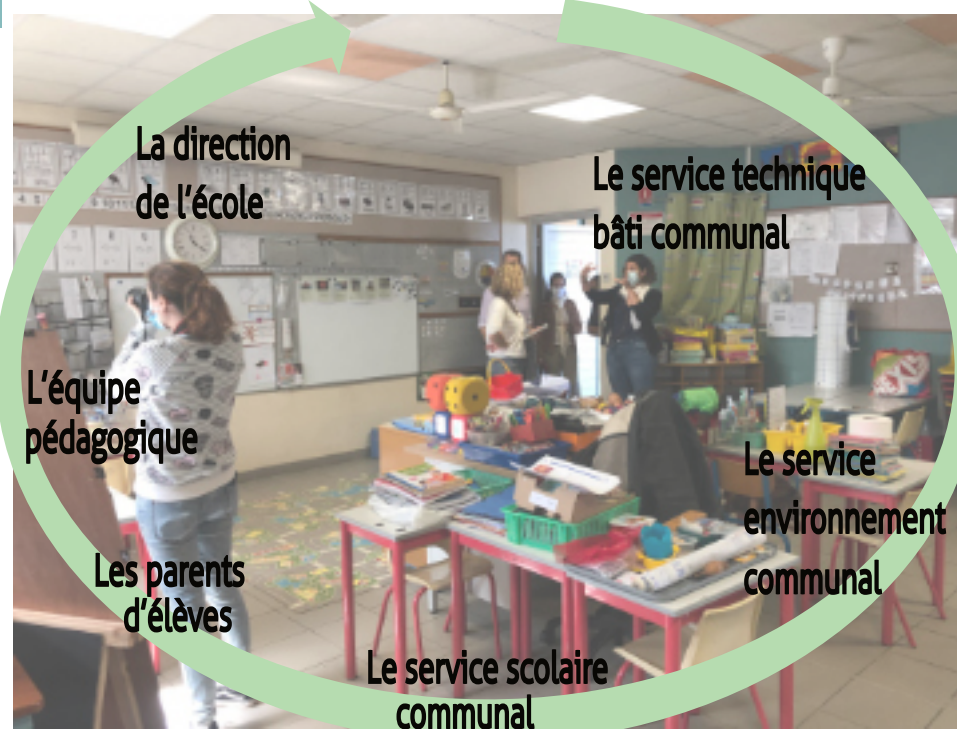 La direction
de l'école
Le service technique
bâti communal
L'équipe
pédagogique
Le service
environnement
communal
Les parents
d'élèves
Le service scolaire
communal